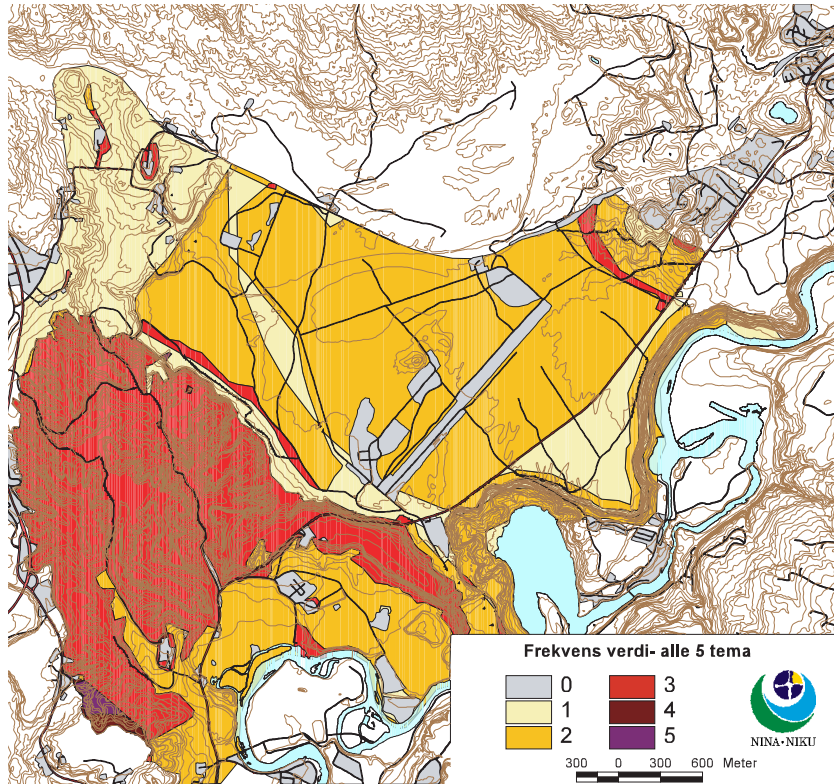 Frekvens verdi- alle 5 tema
0 3
1 4
2 5
NINA•NIKU
300 0 300 600 Meter